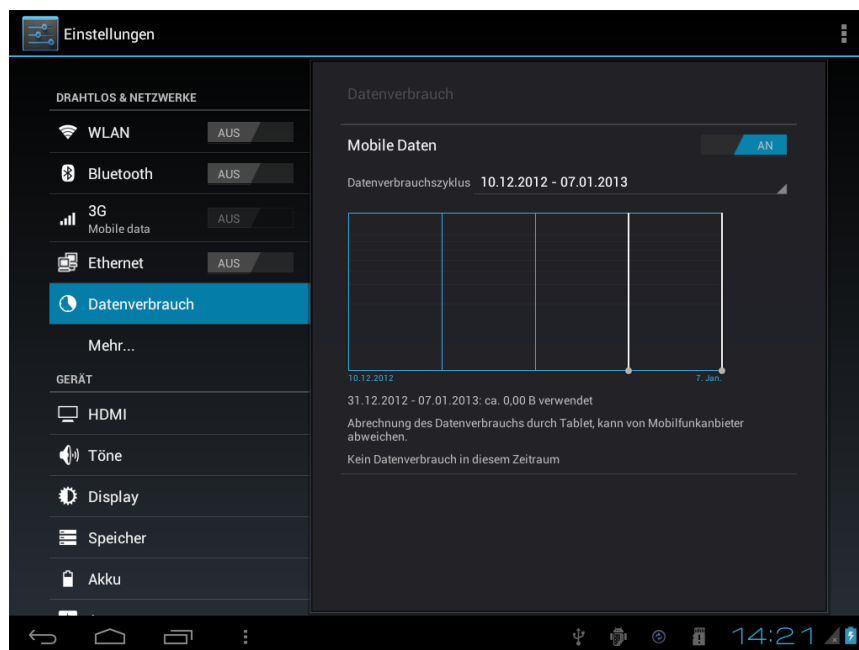 Einstellungen
DRAHTLOS & NETZWERKE
WLAN AUS
Bluetooth AUS
3G AUS
Mobile data
Ethernet AUS
Datenverbrauch
Mehr...
GERÄT
HDMI
Töne
Display
Speicher
Akku
Datenverbrauch
Mobile Daten AN
Datenverbrauchszyklus 10.12.2012 - 07.01.2013
10.12.2012 7. Jan.
31.12.2012 - 07.01.2013: ca. 0,00 B verwendet
Abrechnung des Datenverbrauchs durch Tablet, kann von Mobilfunkanbieter
abweichen.
Kein Datenverbrauch in diesem Zeitraum
14:21